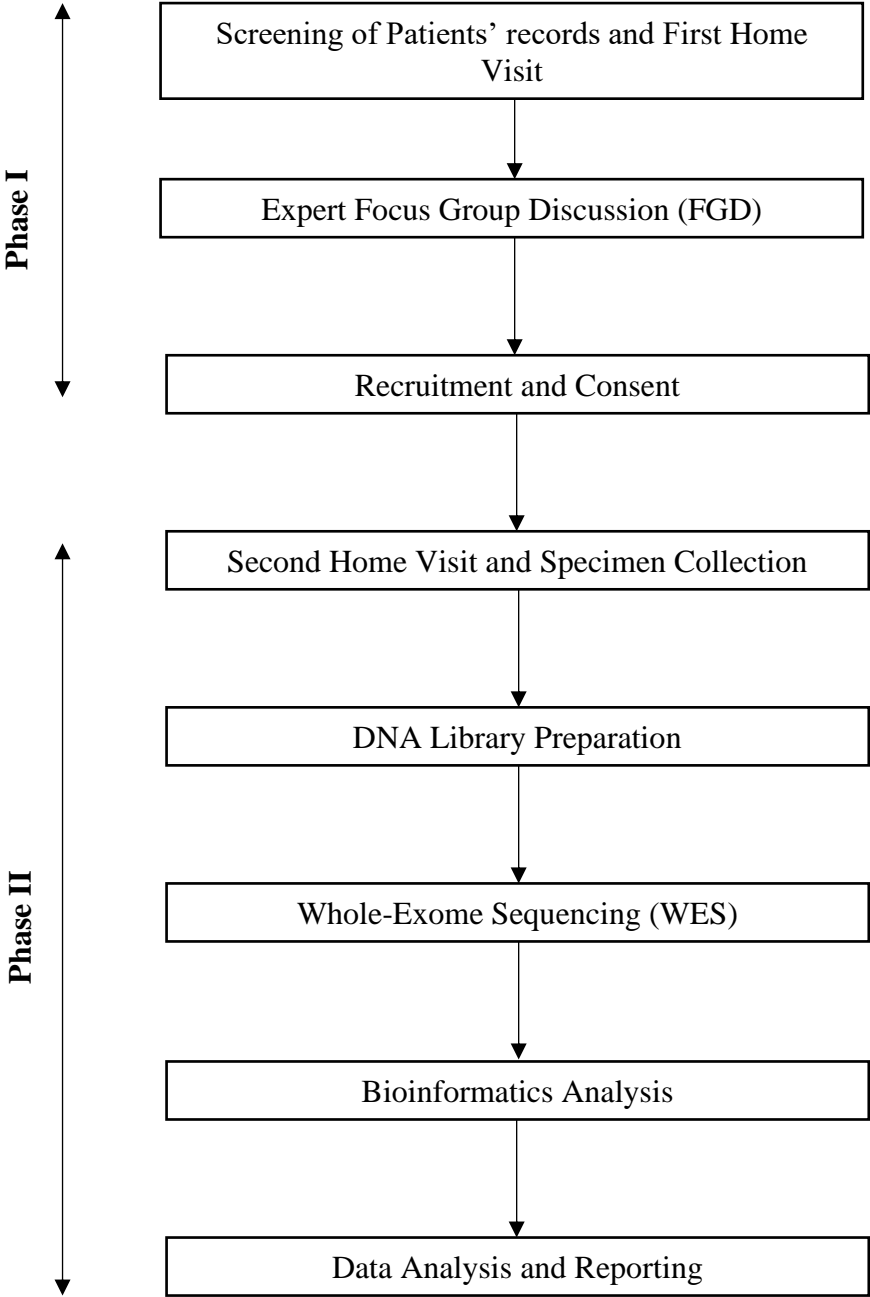 Screening of Patients’ records and First Home
Visit
Phase I
Expert Focus Group Discussion (FGD)
Recruitment and Consent
Second Home Visit and Specimen Collection
DNA Library Preparation
Phase II
Whole-Exome Sequencing (WES)
Bioinformatics Analysis
Data Analysis and Reporting